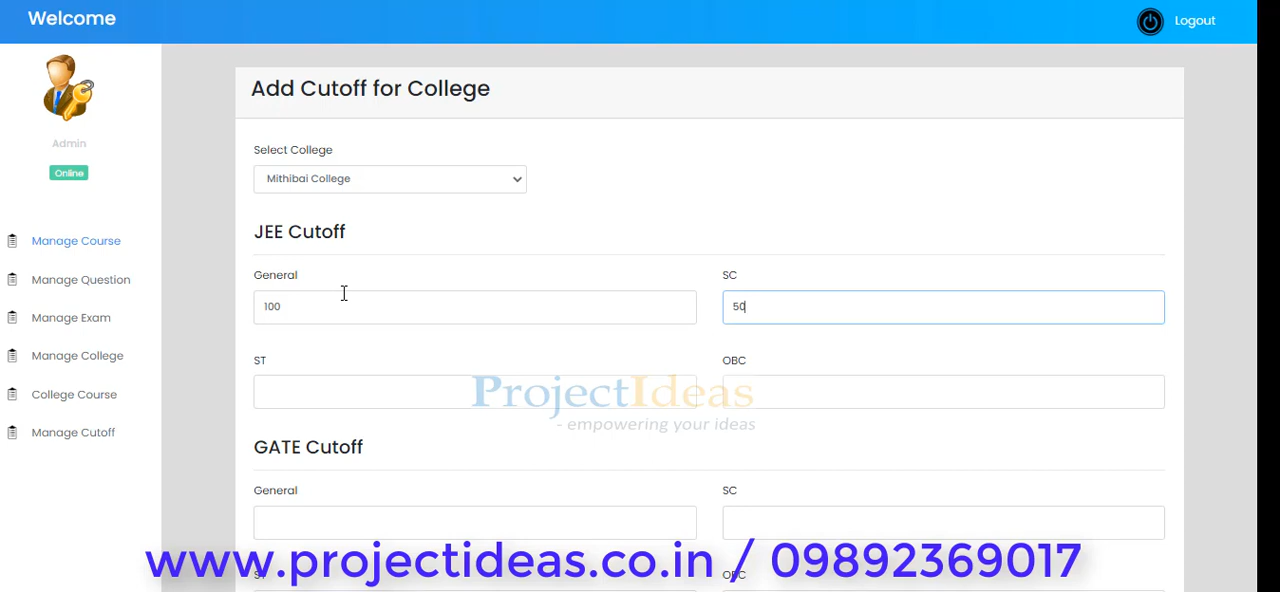 Welcome
Logout
Admin
Online
Manage Course
Manage Question
Manage Exam
Manage College
College Course
Manage Cutoff
Add Cutoff for College
Select College
Mithibai College
JEE Cutoff
General SC
100 50
ST OBC
ProjectIdeas
- empowering your ideas
GATE Cutoff
General SC
www.projectideas.co.in / 09892369017
ST OBC